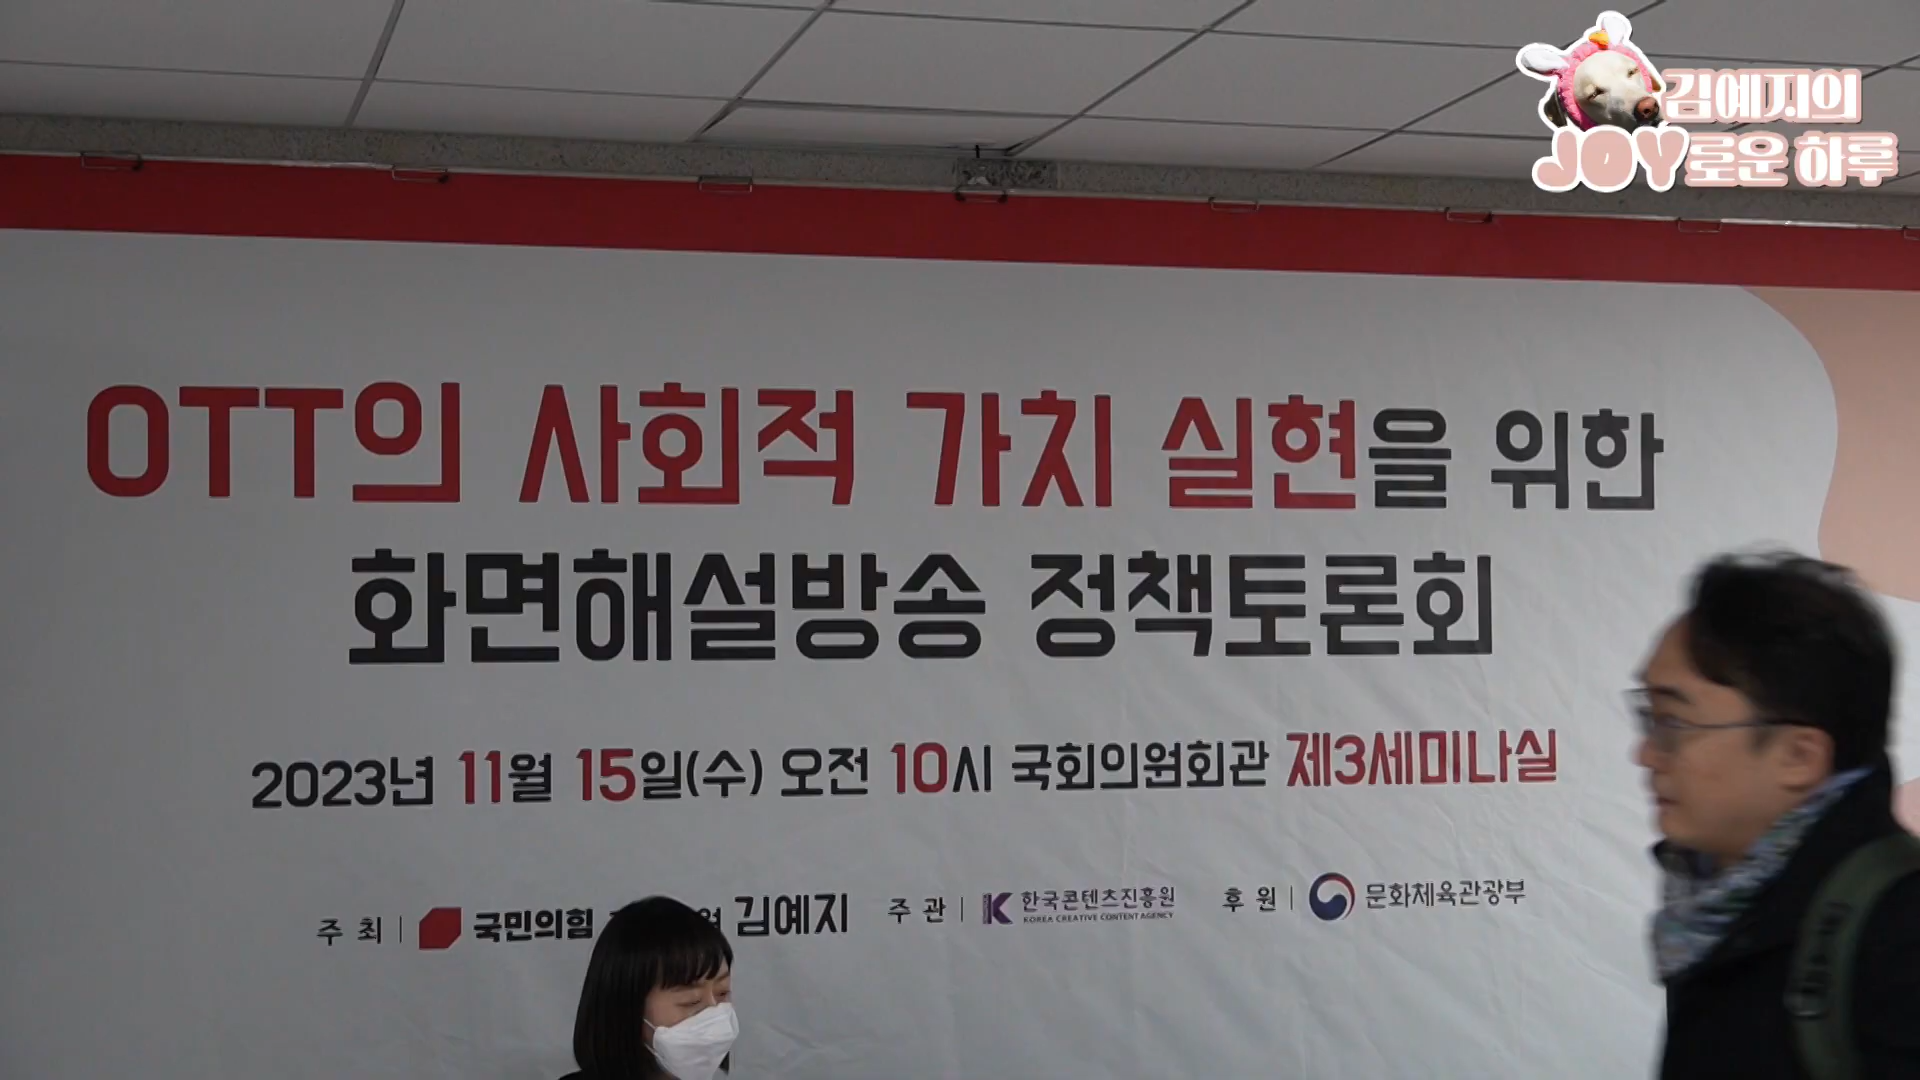 김예지의
JOY로운 하루
OTT의 사회적 가치 실현을 위한
화면해설방송 정책토론회
2023년 11월 15일(수) 오전 10시 국회의원회관 제3세미나실
주최 | 국민의힘 김예지 주관 | 한국콘텐츠진흥원 후원 | 문화체육관광부
KOREA CREATIVE CONTENT AGENCY